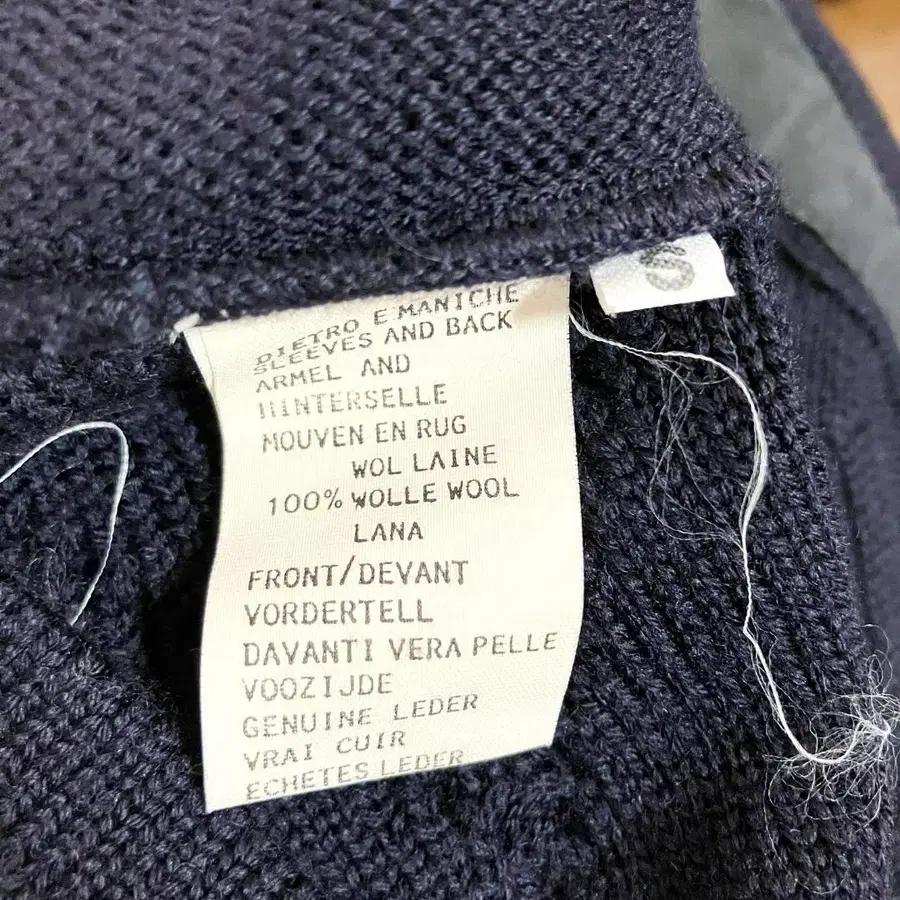 DIETRO E MANICHE
SLEEVES AND BACK
ARMEL AND
HINTERSELLE
MOUVEN EN RUG
WOL LAINE
100% WOLLE WOOL
LANA
FRONT/DEVANT
VORDERTELL
DAVANTI VERA PELLE
VOOZIJDE
GENUINE LEDER
VRAI CUIR
ECHETES LEDER
S